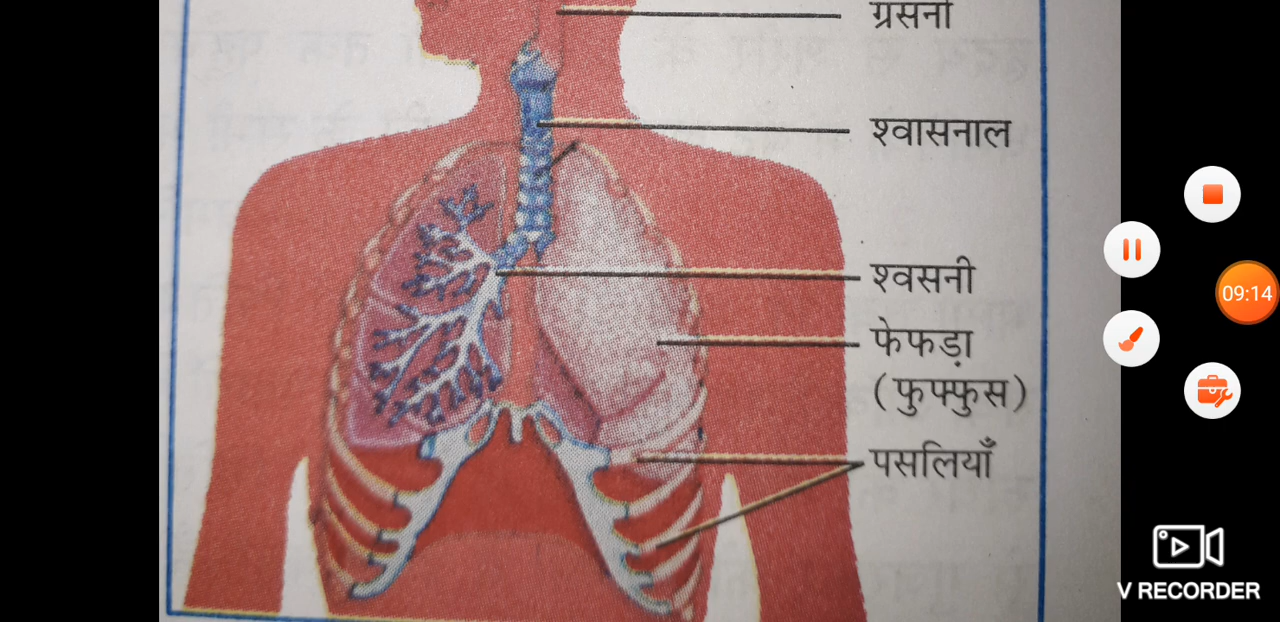 ग्रसनी
श्वासनाल
श्वसनी
फेफड़ा
(फुफ्फुस)
पसलियाँ
09:14
V RECORDER